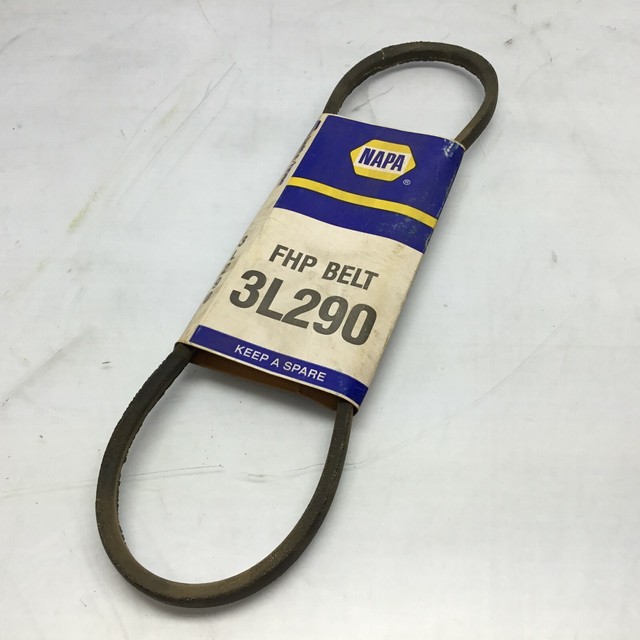 NAPA
®
FHP BELT
3L290
KEEP A SPARE